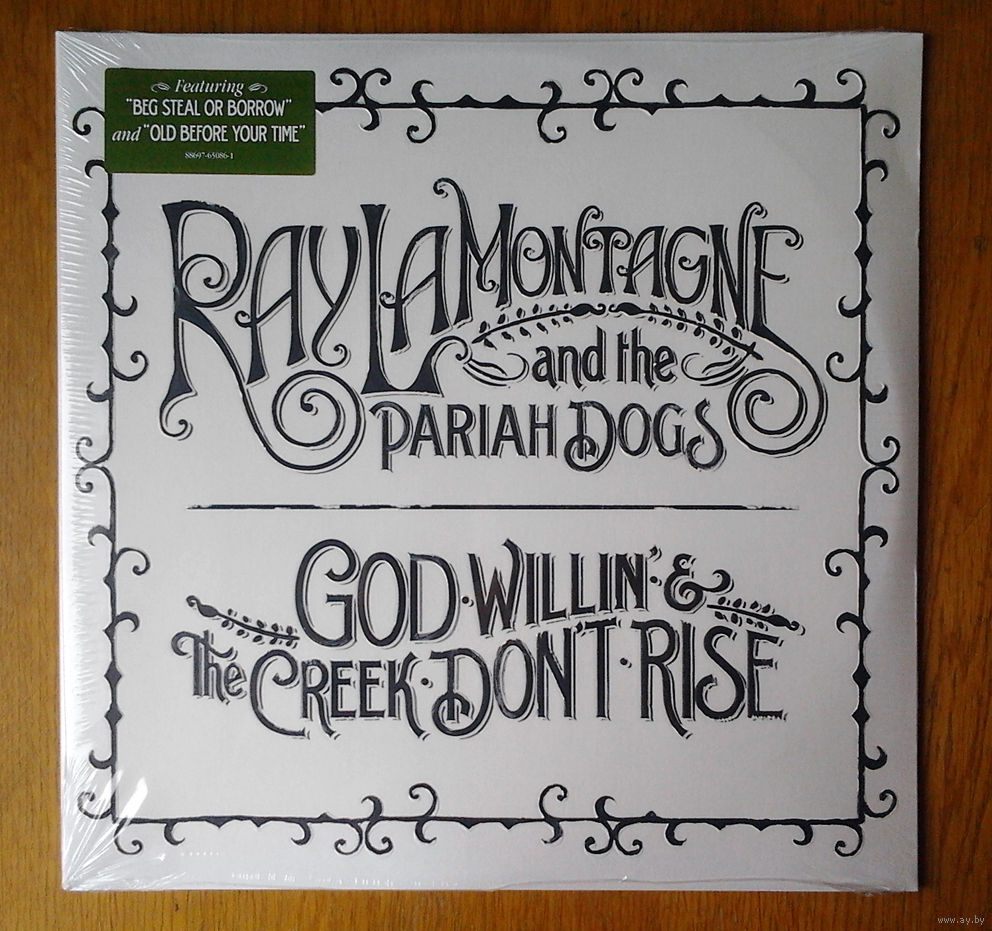 Featuring
"BEG STEAL OR BORROW"
and "OLD BEFORE YOUR TIME"
88697-65086-1
RAY LAMONTAGNE
and the
PARIAH DOGS
GOD·WILLIN'·&
The CREEK·DON'T·RISE
www.ay.by